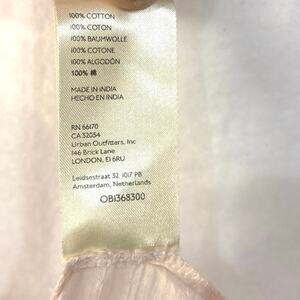 100% COTTON
100% COTON
100% BAUMWOLLE
100% COTONE
100% ALGODÓN
100% 棉
MADE IN INDIA
HECHO EN INDIA
RN 66170
CA 32054
Urban Outfitters, Inc
146 Brick Lane
LONDON, E1 6RU
Leidsestraat 32, 1017 PB
Amsterdam, Netherlands
OB1368300